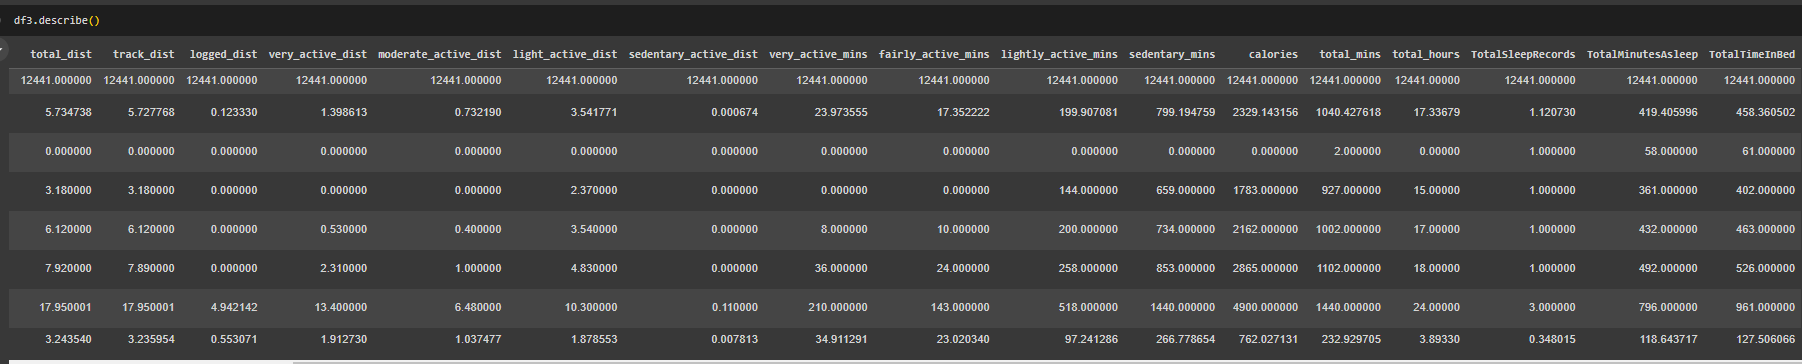 df3.describe()
total_dist track_dist logged_dist very_active_dist moderate_active_dist light_active_dist sedentary_active_dist very_active_mins fairly_active_mins lightly_active_mins sedentary_mins calories total_mins total_hours TotalSleepRecords TotalMinutesAsleep TotalTimeInBed
12441.000000 12441.000000 12441.000000 12441.000000 12441.000000 12441.000000 12441.000000 12441.000000 12441.000000 12441.000000 12441.000000 12441.000000 12441.000000 12441.00000 12441.000000 12441.000000 12441.000000
5.734738 5.727768 0.123330 1.398613 0.732190 3.541771 0.000674 23.973555 17.352222 199.907081 799.194759 2329.143156 1040.427618 17.33679 1.120730 419.405996 458.360502
0.000000 0.000000 0.000000 0.000000 0.000000 0.000000 0.000000 0.000000 0.000000 0.000000 0.000000 0.000000 2.000000 0.00000 1.000000 58.000000 61.000000
3.180000 3.180000 0.000000 0.000000 0.000000 2.370000 0.000000 0.000000 0.000000 144.000000 659.000000 1783.000000 927.000000 15.00000 1.000000 361.000000 402.000000
6.120000 6.120000 0.000000 0.530000 0.400000 3.540000 0.000000 8.000000 10.000000 200.000000 734.000000 2162.000000 1002.000000 17.00000 1.000000 432.000000 463.000000
7.920000 7.890000 0.000000 2.310000 1.000000 4.830000 0.000000 36.000000 24.000000 258.000000 853.000000 2865.000000 1102.000000 18.00000 1.000000 492.000000 526.000000
17.950001 17.950001 4.942142 13.400000 6.480000 10.300000 0.110000 210.000000 143.000000 518.000000 1440.000000 4900.000000 1440.000000 24.00000 3.000000 796.000000 961.000000
3.243540 3.235954 0.553071 1.912730 1.037477 1.878553 0.007813 34.911291 23.020340 97.241286 266.778654 762.027131 232.929705 3.89330 0.348015 118.643717 127.506066